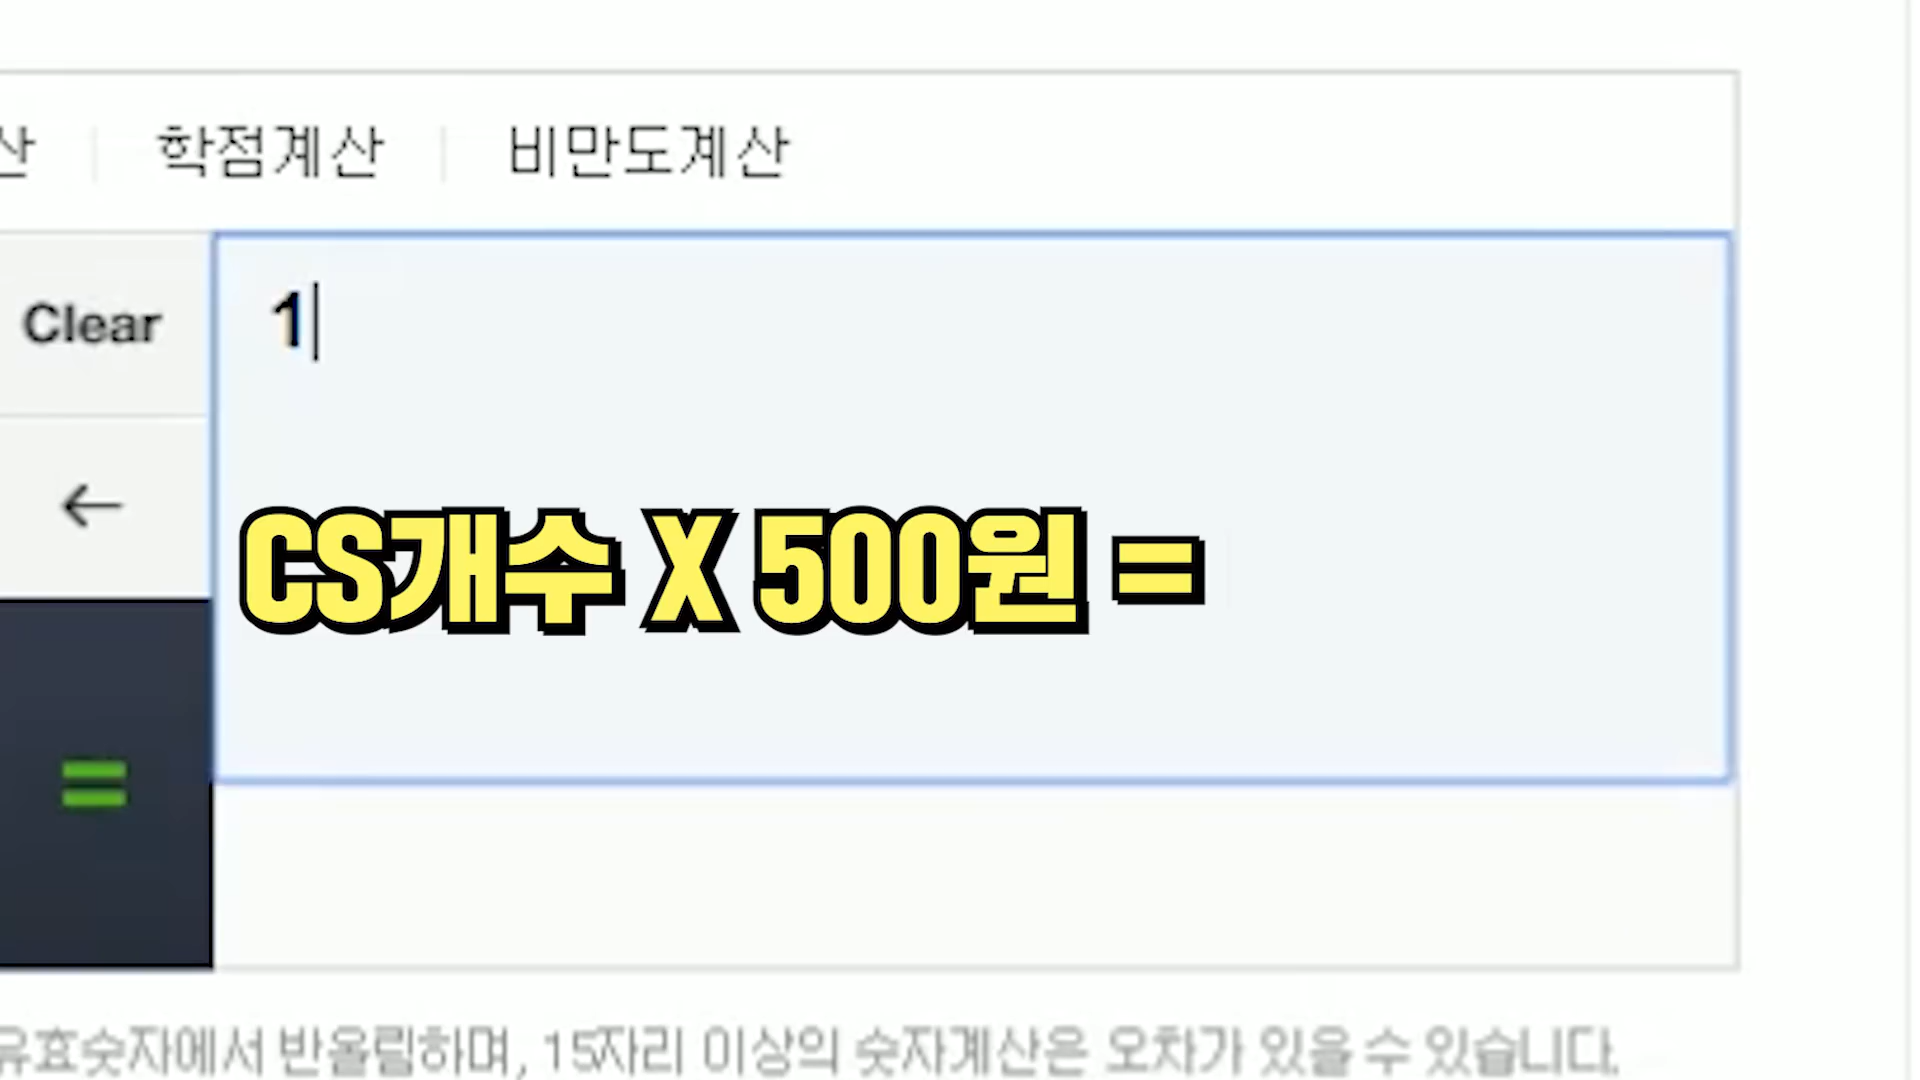 산 학점계산 비만도계산
Clear
1
←
CS개수 X 500원 =
=
유효숫자에서 반올림하며, 15자리 이상의 숫자계산은 오차가 있을 수 있습니다.